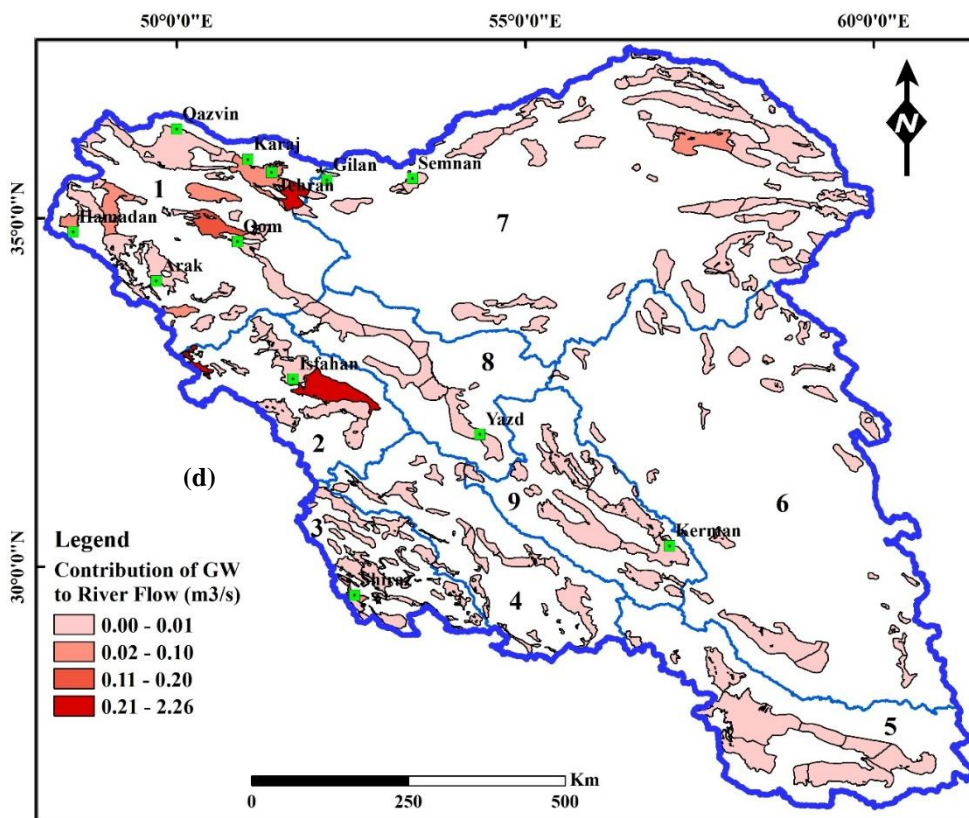 50°0'0"E 55°0'0"E 60°0'0"E
N
Qazvin
Karaj
Tehran
Gilan
Semnan
1
35°0'0"N
Hamadan
Qom
7
Arak
Isfahan
8
Yazd
2
(d)
9
6
Kerman
3
30°0'0"N
Shiraz
4
5
Legend
Contribution of GW
to River Flow (m3/s)
0.00 - 0.01
0.02 - 0.10
0.11 - 0.20
0.21 - 2.26
Km
0 250 500